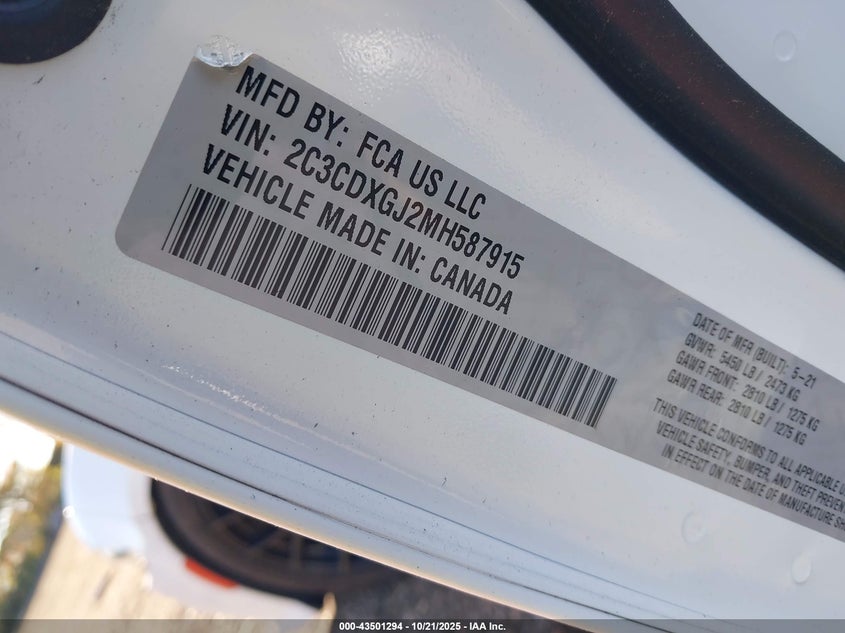 MFD BY: FCA US LLC
VIN: 2C3CDXGJ2MH587915
VEHICLE MADE IN: CANADA
DATE OF MFR (BUILT): 5-21
GVWR: 5450 LB / 2473 KG
GAWR FRONT: 2810 LB / 1275 KG
GAWR REAR: 2810 LB / 1275 KG
THIS VEHICLE CONFORMS TO ALL APPLICABLE
VEHICLE SAFETY, BUMPER, AND THEFT PREVENT
IN EFFECT ON THE DATE OF MANUFACTURE SH
000-43501294 - 10/21/2025 - IAA Inc.